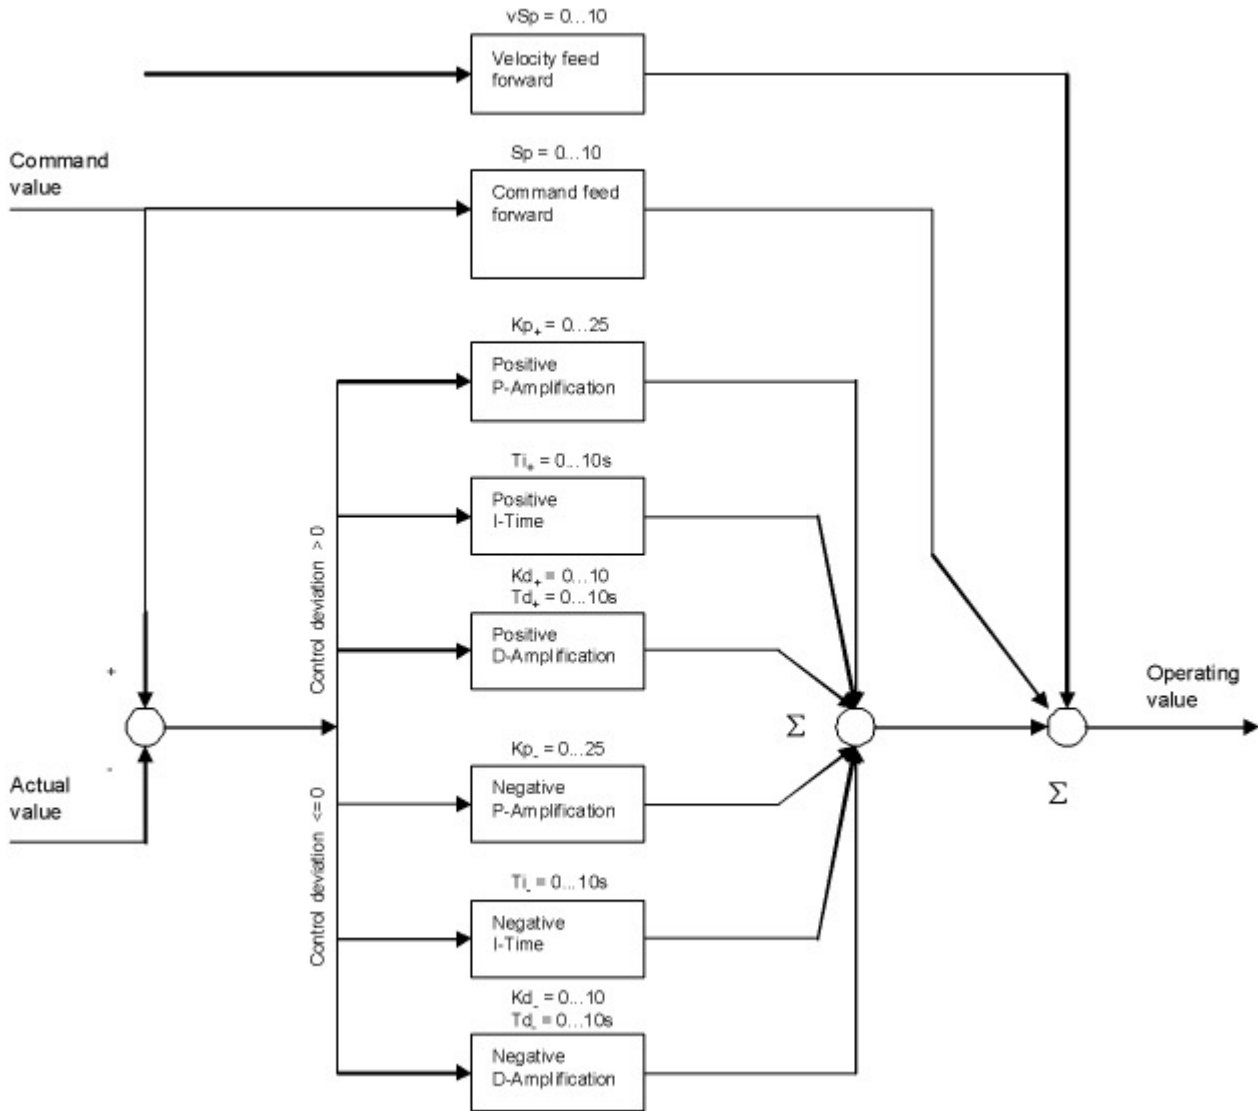 vSp = 0...10
Velocity feed
forward
Command
value
Sp = 0...10
Command feed
forward
Kp+ = 0...25
Positive
P-Amplification
Ti+ = 0...10s
Positive
I-Time
Control deviation > 0
Kd+ = 0...10
Td+ = 0...10s
Positive
D-Amplification
+
-
Σ
Operating
value
Σ
Actual
value
Control deviation <= 0
Kp- = 0...25
Negative
P-Amplification
Ti- = 0...10s
Negative
I-Time
Kd- = 0...10
Td- = 0...10s
Negative
D-Amplification